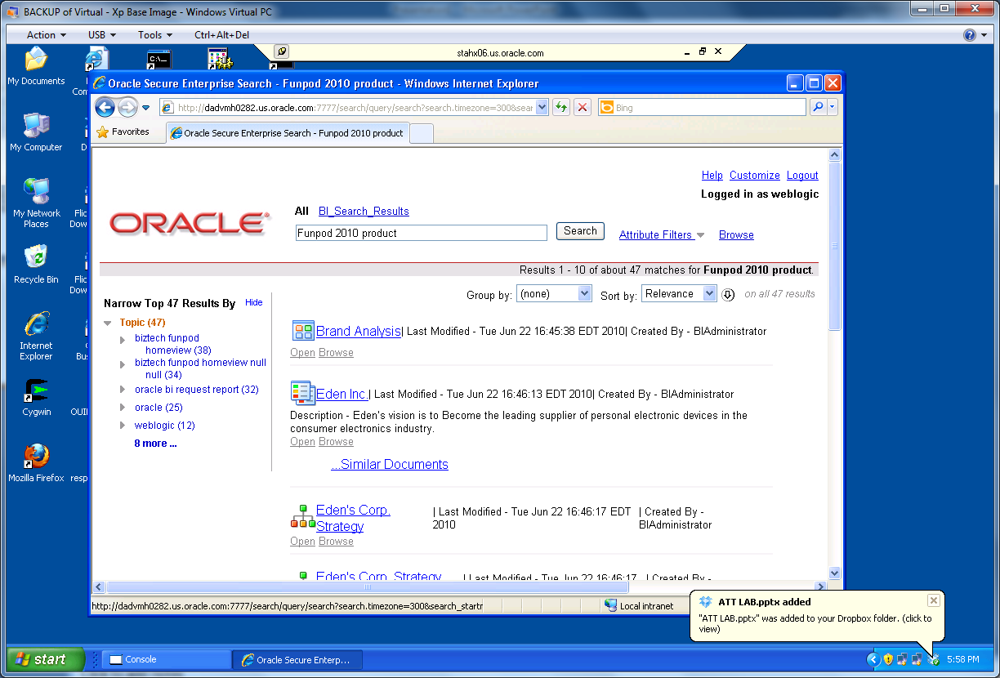 BACKUP of Virtual - Xp Base Image - Windows Virtual PC
Action USB Tools Ctrl+Alt+Del
stahx06.us.oracle.com
My Documents
My Computer
My Network
Places
Recycle Bin
Internet
Explorer
Cygwin
Mozilla Firefox
Oracle Secure Enterprise Search - Funpod 2010 product - Windows Internet Explorer
http://dadvmh0282.us.oracle.com:7777/search/query/search?search.timezone=300&sear
Bing
Favorites
Oracle Secure Enterprise Search - Funpod 2010 product
Help Customize Logout
Logged in as weblogic
ORACLE
All BI_Search_Results
Funpod 2010 product Search Attribute Filters Browse
Results 1 - 10 of about 47 matches for Funpod 2010 product.
Group by: (none) Sort by: Relevance on all 47 results
Narrow Top 47 Results By Hide
Topic (47)
biztech funpod
homeview (38)
biztech funpod homeview null
null (34)
oracle bi request report (32)
oracle (25)
weblogic (12)
8 more ...
Brand Analysis| Last Modified - Tue Jun 22 16:45:38 EDT 2010| Created By - BIAdministrator
Open Browse
Eden Inc.| Last Modified - Tue Jun 22 16:46:13 EDT 2010| Created By - BIAdministrator
Description - Eden's vision is to Become the leading supplier of personal electronic devices in the
consumer electronics industry.
Open Browse
...Similar Documents
Eden's Corp. Strategy | Last Modified - Tue Jun 22 16:46:17 EDT 2010 | Created By - BIAdministrator
Open Browse
Eden's Corp. Strategy | Last Modified - Tue Jun 22 16:46:17 | Created By -
http://dadvmh0282.us.oracle.com:7777/search/query/search?search.timezone=300&search_startr
Local intranet
ATT LAB.pptx added
"ATT LAB.pptx" was added to your Dropbox folder. (click to
view)
start Console Oracle Secure Enterp... 5:58 PM